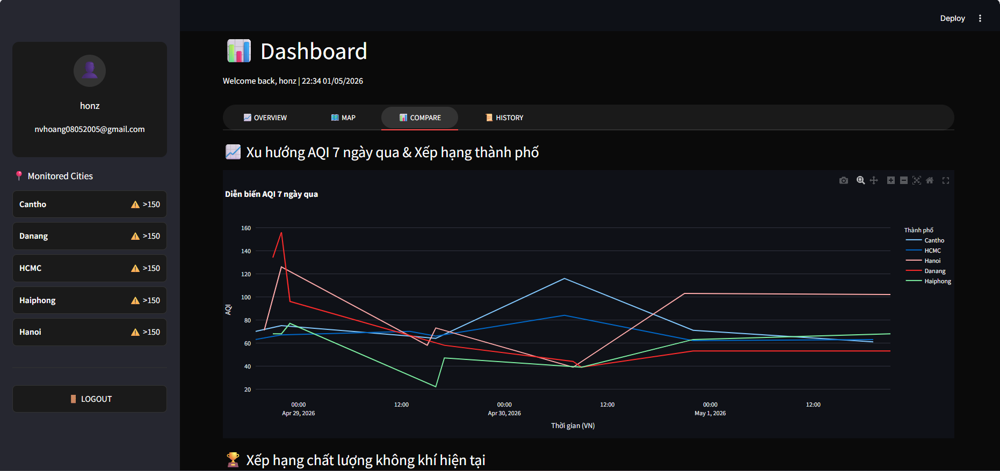 Deploy
honz
nvhoang08052005@gmail.com
Monitored Cities
Cantho >150
Danang >150
HCMC >150
Haiphong >150
Hanoi >150
LOGOUT
Dashboard
Welcome back, honz | 22:34 01/05/2026
OVERVIEW MAP COMPARE HISTORY
Xu hướng AQI 7 ngày qua & Xếp hạng thành phố
Diễn biến AQI 7 ngày qua
160
140
120
100
80
60
40
20
AQI
00:00 12:00 00:00 12:00 00:00 12:00
Apr 29, 2026 Apr 30, 2026 May 1, 2026
Thời gian (VN)
Thành phố
Cantho
HCMC
Hanoi
Danang
Haiphong
Xếp hạng chất lượng không khí hiện tại